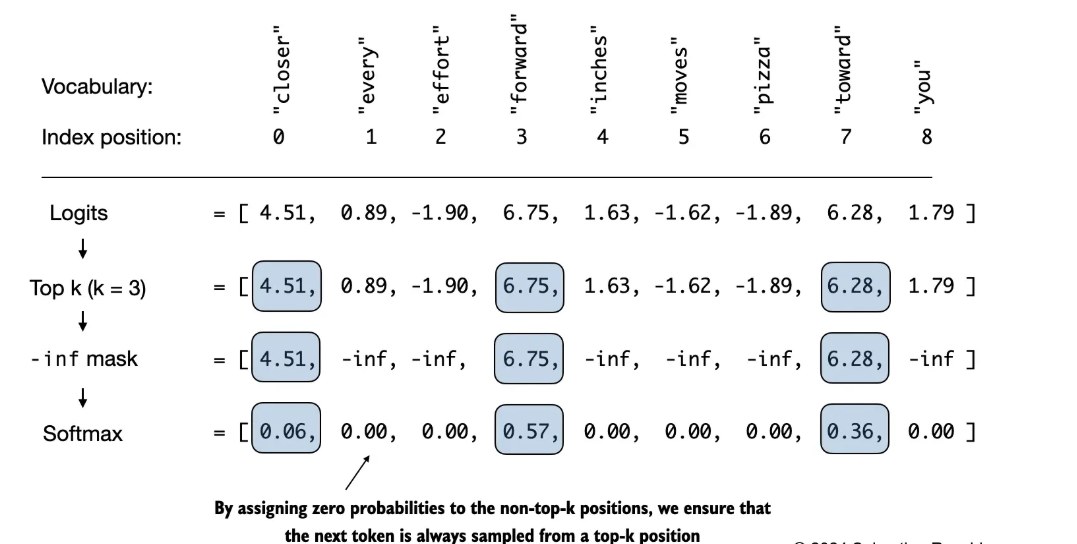 "closer" "every" "effort" "forward" "inches" "moves" "pizza" "toward" "you"
Vocabulary:
Index position: 0 1 2 3 4 5 6 7 8
Logits = [ 4.51, 0.89, -1.90, 6.75, 1.63, -1.62, -1.89, 6.28, 1.79 ]
Top k (k = 3) = [ 4.51, 0.89, -1.90, 6.75, 1.63, -1.62, -1.89, 6.28, 1.79 ]
-inf mask = [ 4.51, -inf, -inf, 6.75, -inf, -inf, -inf, 6.28, -inf ]
Softmax = [ 0.06, 0.00, 0.00, 0.57, 0.00, 0.00, 0.00, 0.36, 0.00 ]
By assigning zero probabilities to the non-top-k positions, we ensure that
the next token is always sampled from a top-k position